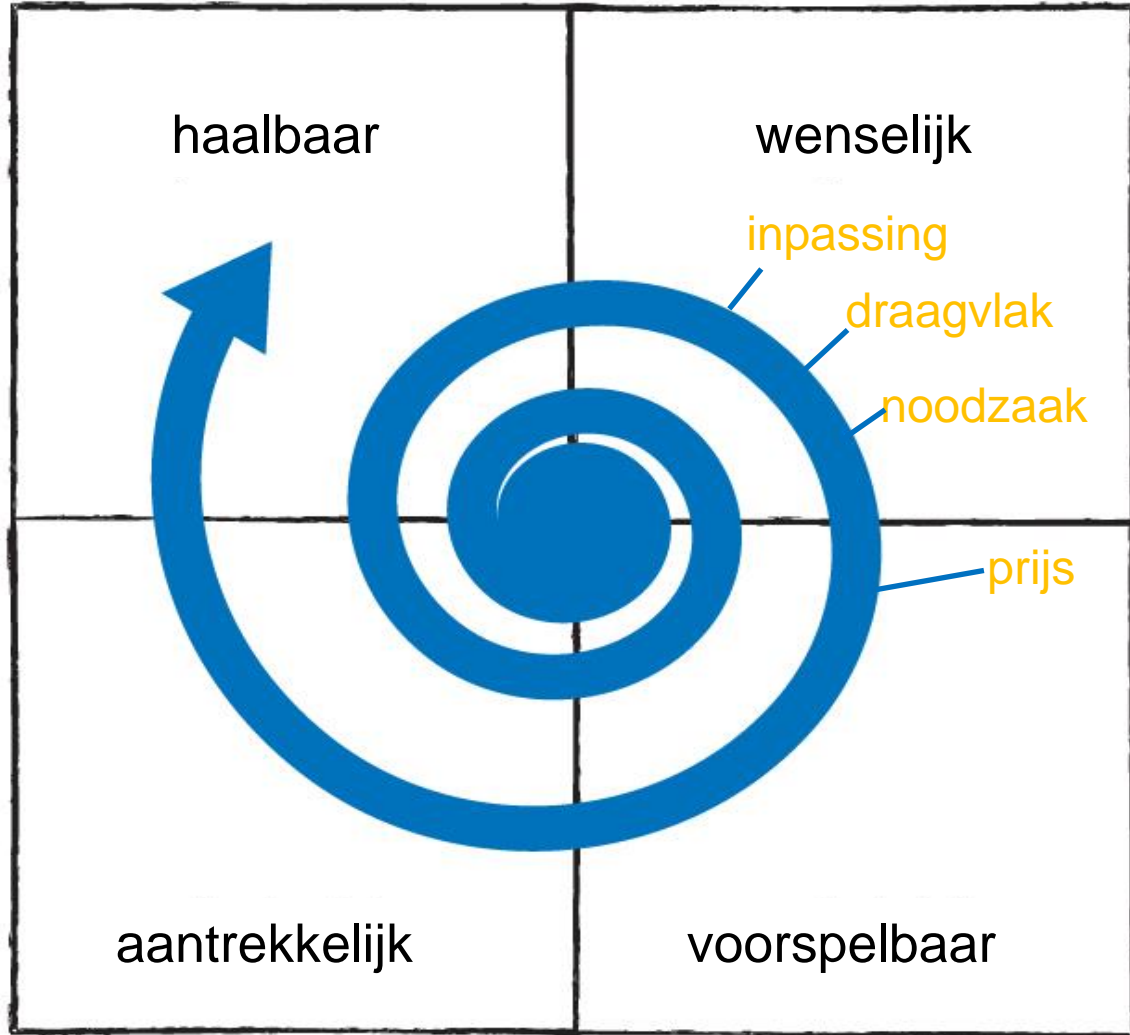 haalbaar
wenselijk
inpassing
draagvlak
noodzaak
prijs
aantrekkelijk
voorspelbaar